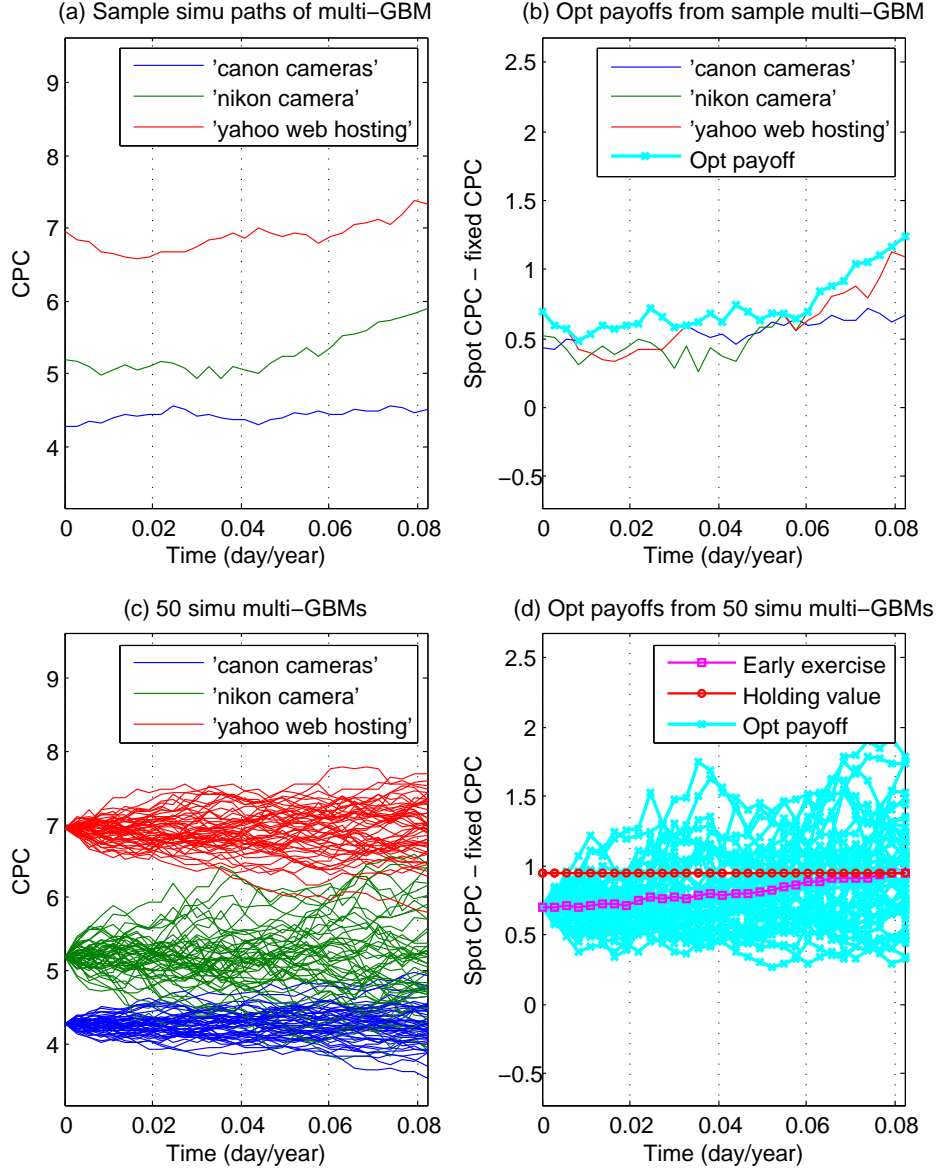 (a) Sample simu paths of multi−GBM
9
8
7
6
5
4
CPC
'canon cameras'
'nikon camera'
'yahoo web hosting'
0
0.02
0.04
0.06
0.08
Time (day/year)
(b) Opt payoffs from sample multi−GBM
2.5
2
1.5
1
0.5
0
−0.5
Spot CPC − fixed CPC
'canon cameras'
'nikon camera'
'yahoo web hosting'
Opt payoff
0
0.02
0.04
0.06
0.08
Time (day/year)
(c) 50 simu multi−GBMs
9
8
7
6
5
4
CPC
'canon cameras'
'nikon camera'
'yahoo web hosting'
0
0.02
0.04
0.06
0.08
Time (day/year)
(d) Opt payoffs from 50 simu multi−GBMs
2.5
2
1.5
1
0.5
0
−0.5
Spot CPC − fixed CPC
Early exercise
Holding value
Opt payoff
0
0.02
0.04
0.06
0.08
Time (day/year)